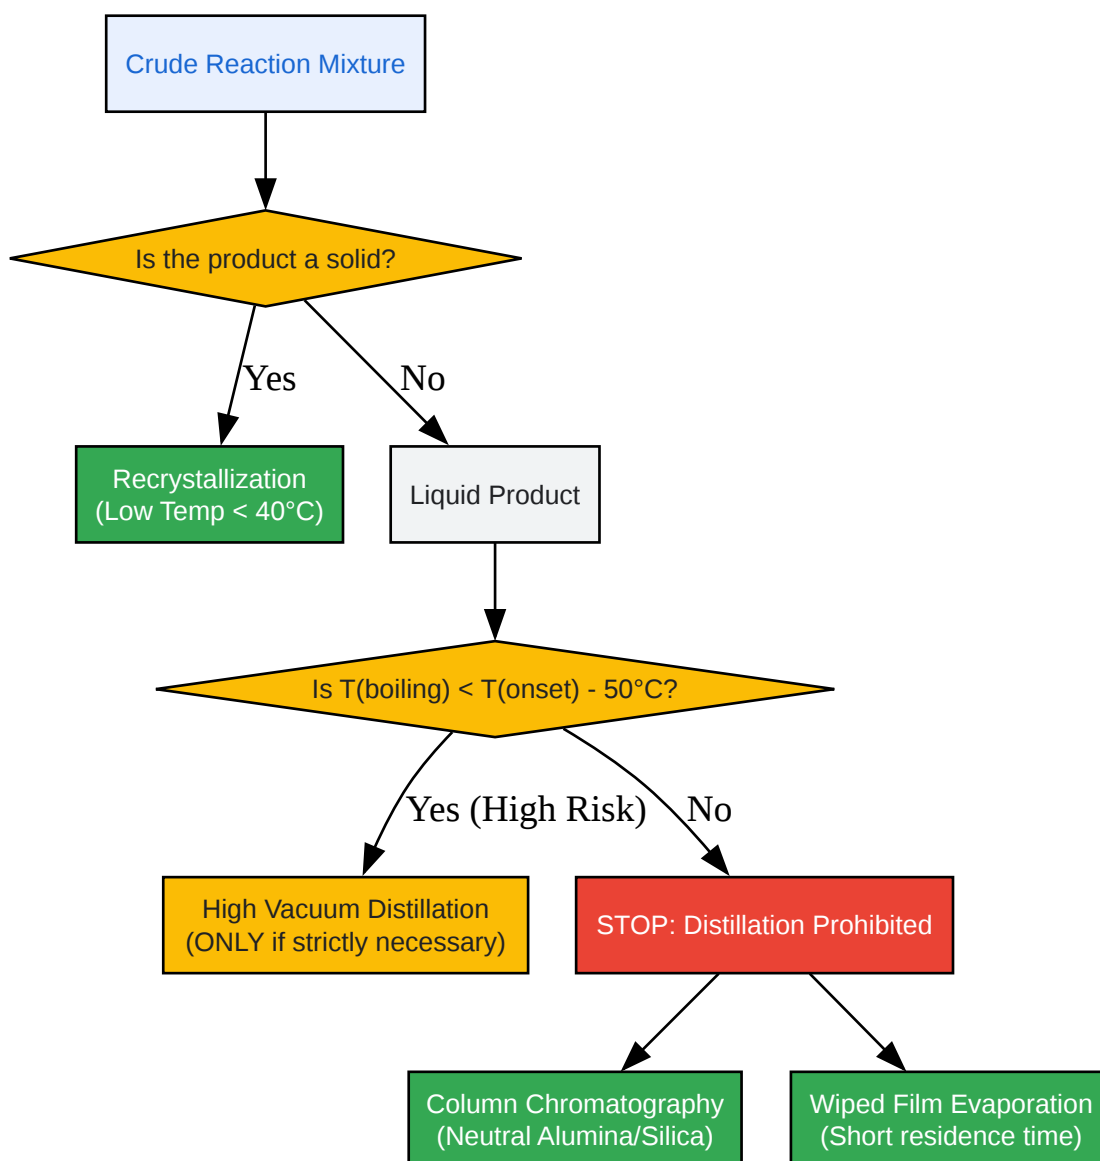 Crude Reaction Mixture
Is the product a solid?
Yes
No
Recrystallization
(Low Temp < 40°C)
Liquid Product
Is T(boiling) < T(onset) - 50°C?
Yes (High Risk)
No
High Vacuum Distillation
(ONLY if strictly necessary)
STOP: Distillation Prohibited
Column Chromatography
(Neutral Alumina/Silica)
Wiped Film Evaporation
(Short residence time)